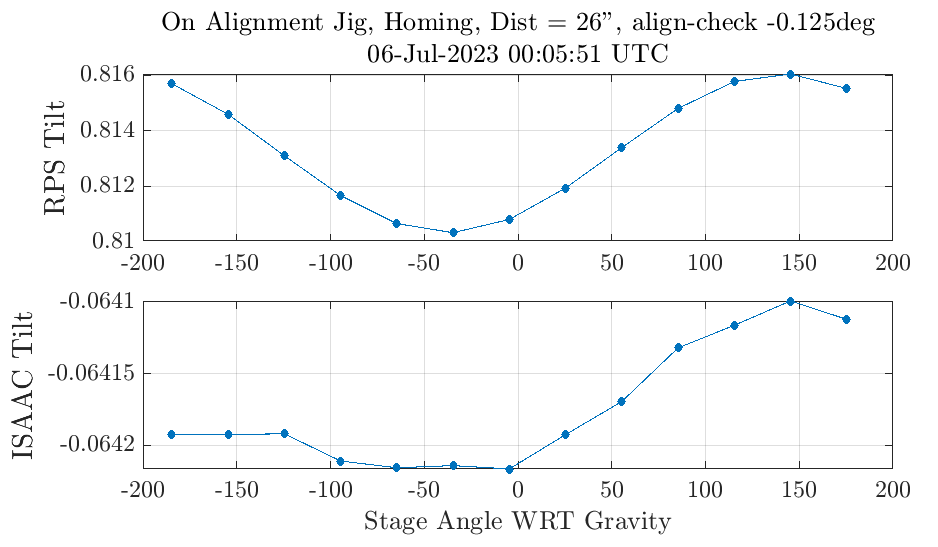 On Alignment Jig, Homing, Dist = 26”, align-check -0.125deg
06-Jul-2023 00:05:51 UTC
RPS Tilt
0.816
0.814
0.812
0.81
-200 -150 -100 -50 0 50 100 150 200
ISAAC Tilt
-0.0641
-0.06415
-0.0642
-200 -150 -100 -50 0 50 100 150 200
Stage Angle WRT Gravity